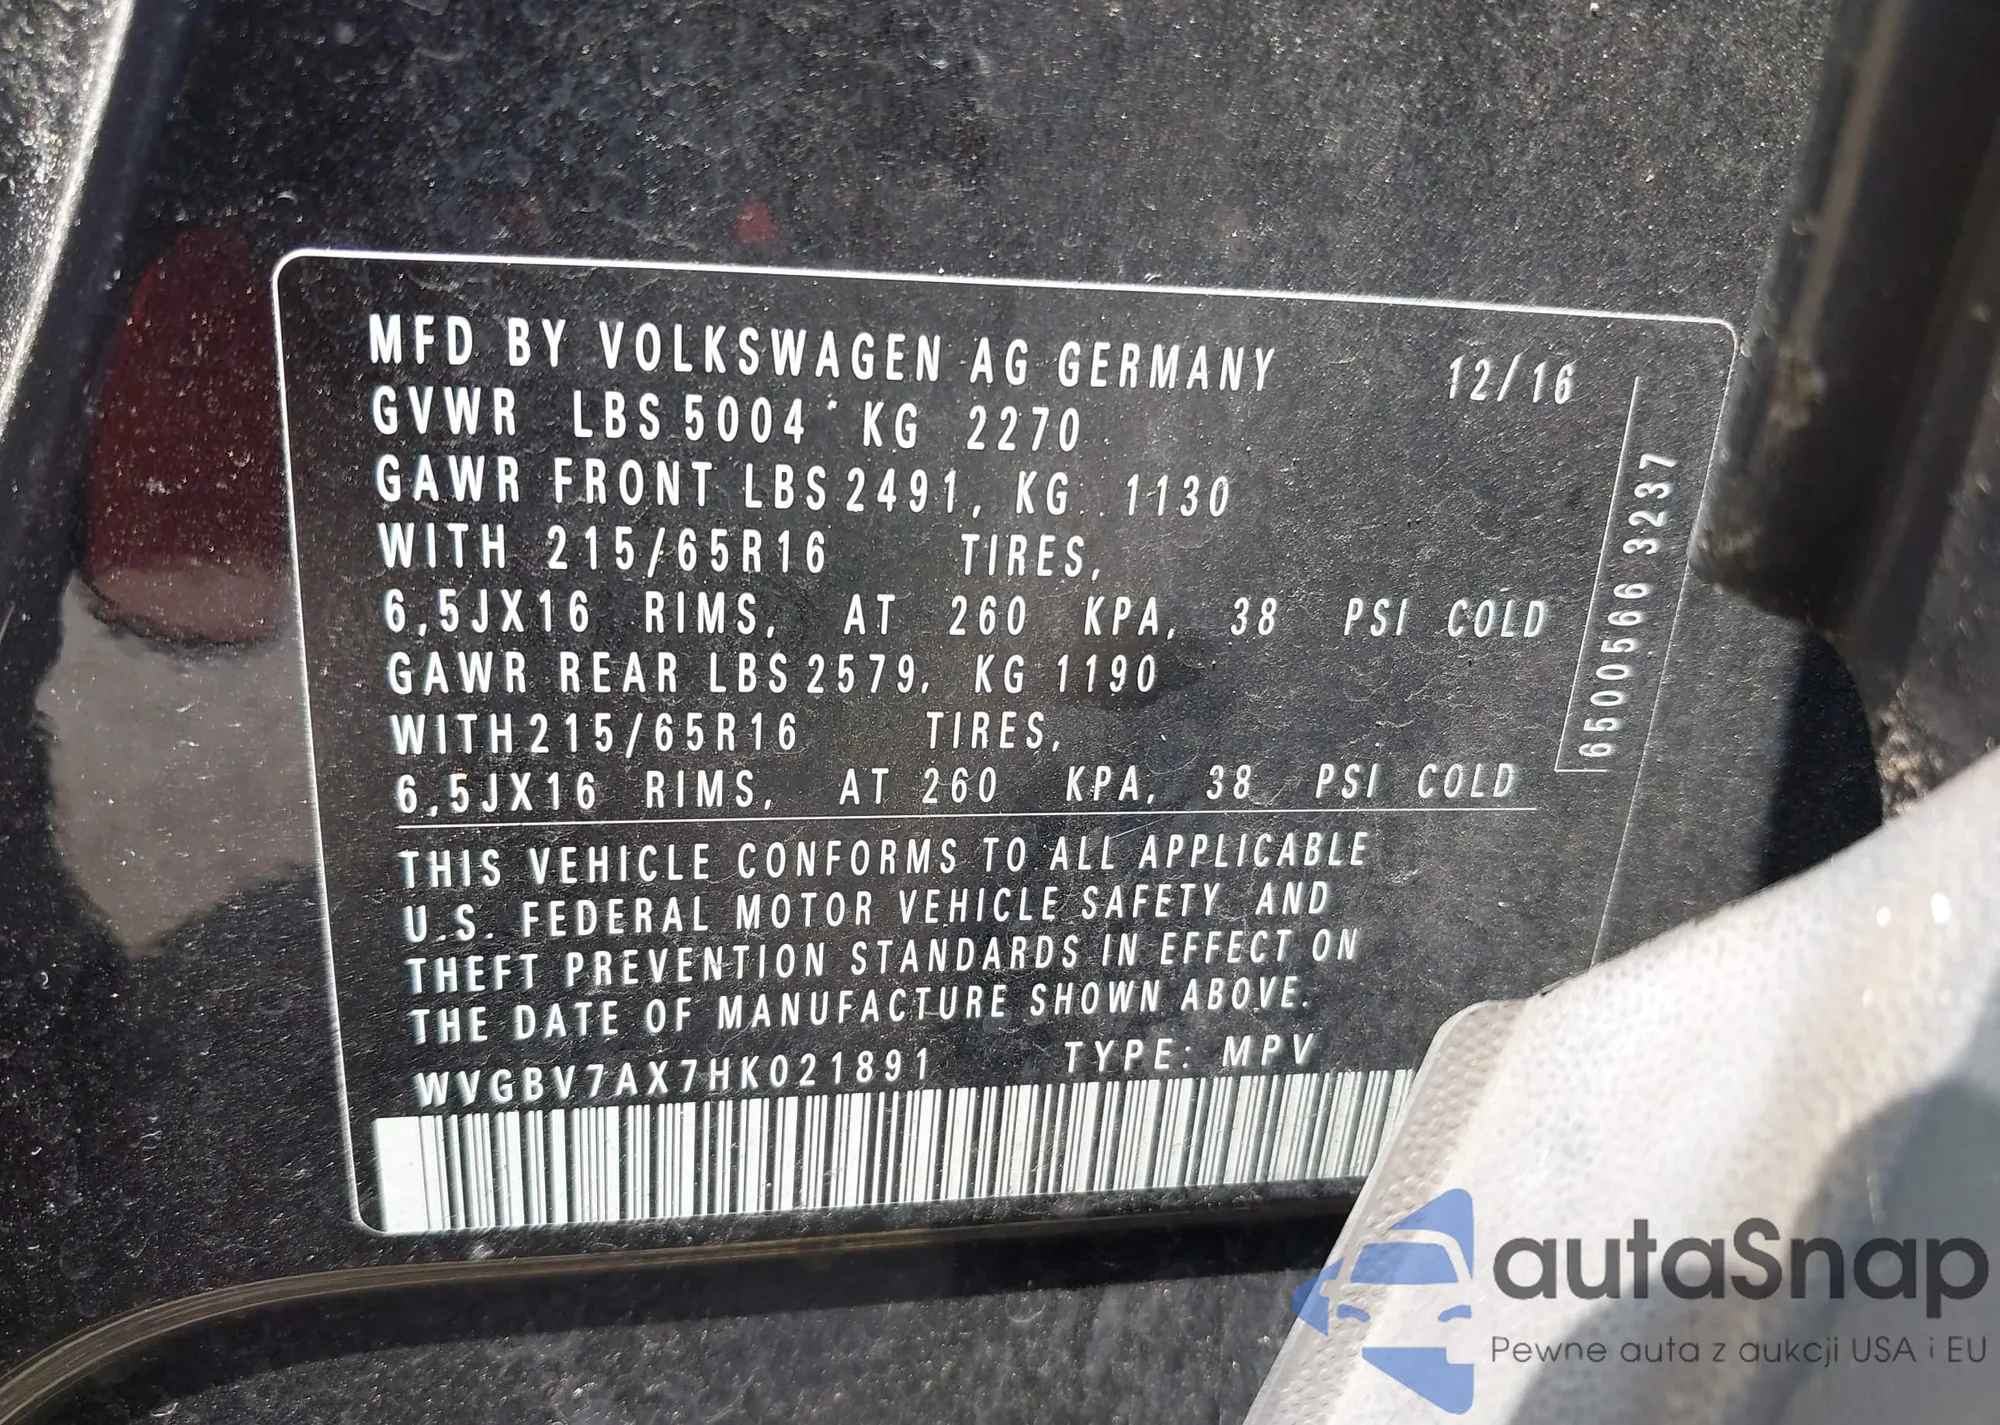 MFD BY VOLKSWAGEN AG GERMANY 12/16
GVWR LBS 5004 KG 2270
GAWR FRONT LBS 2491, KG 1130
WITH 215/65R16 TIRES,
6,5JX16 RIMS, AT 260 KPA, 38 PSI COLD
GAWR REAR LBS 2579, KG 1190
WITH 215/65R16 TIRES,
6,5JX16 RIMS, AT 260 KPA, 38 PSI COLD
6500566 3237
THIS VEHICLE CONFORMS TO ALL APPLICABLE
U.S. FEDERAL MOTOR VEHICLE SAFETY AND
THEFT PREVENTION STANDARDS IN EFFECT ON
THE DATE OF MANUFACTURE SHOWN ABOVE.
WVGBV7AX7HK021891 TYPE: MPV
autaSnap
Pewne auta z aukcji USA i EU